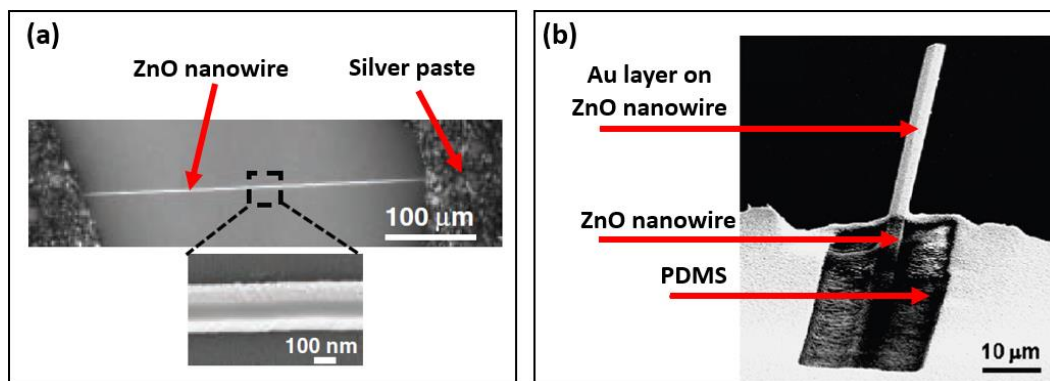 (a)
ZnO nanowire
Silver paste
100 μm
100 nm
(b)
Au layer on
ZnO nanowire
ZnO nanowire
PDMS
10 μm